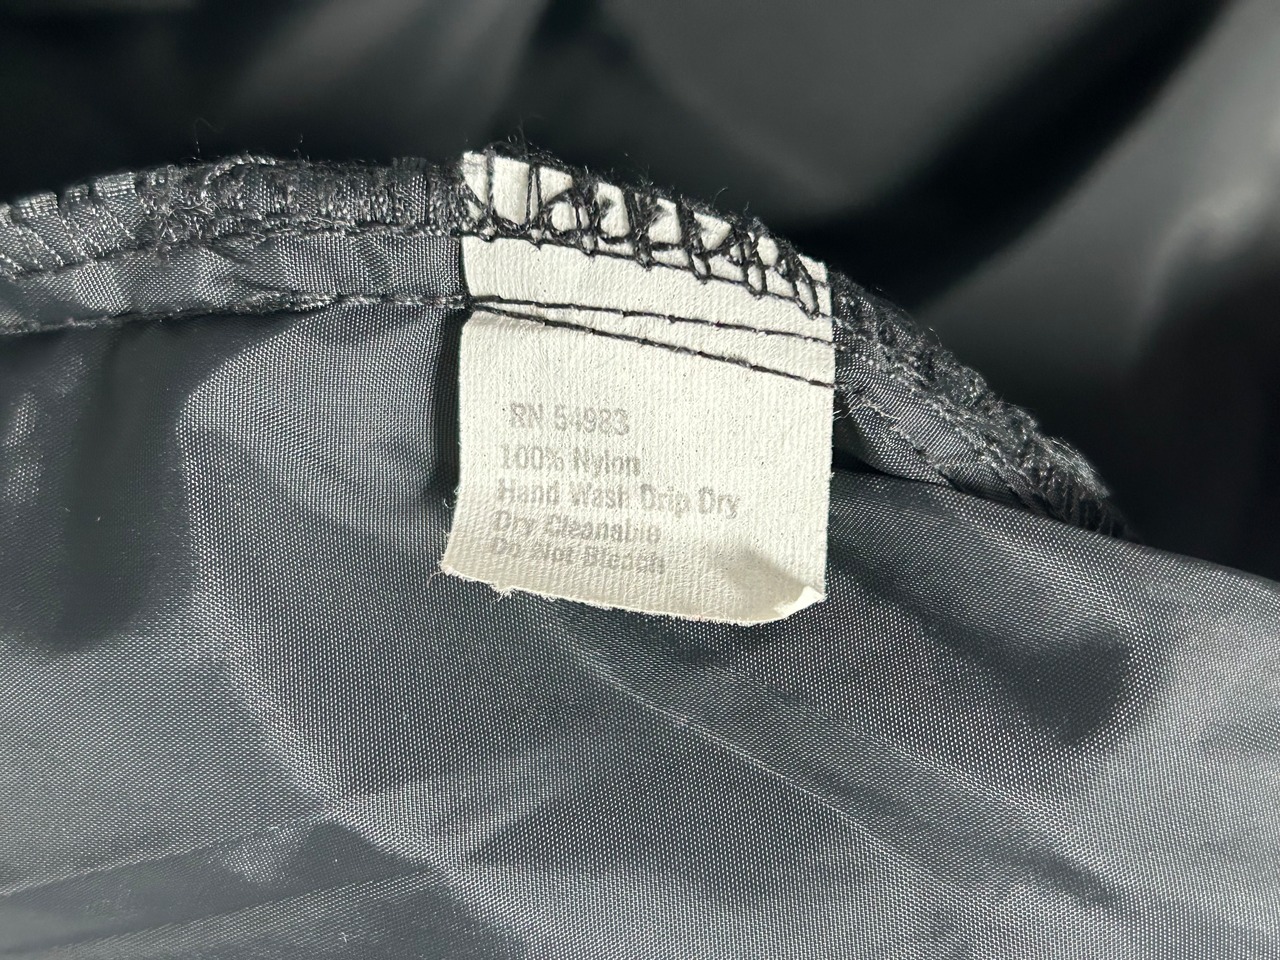 RN 54983
100% Nylon
Hand Wash Drip Dry
Dry Cleanable
Do Not Bleach